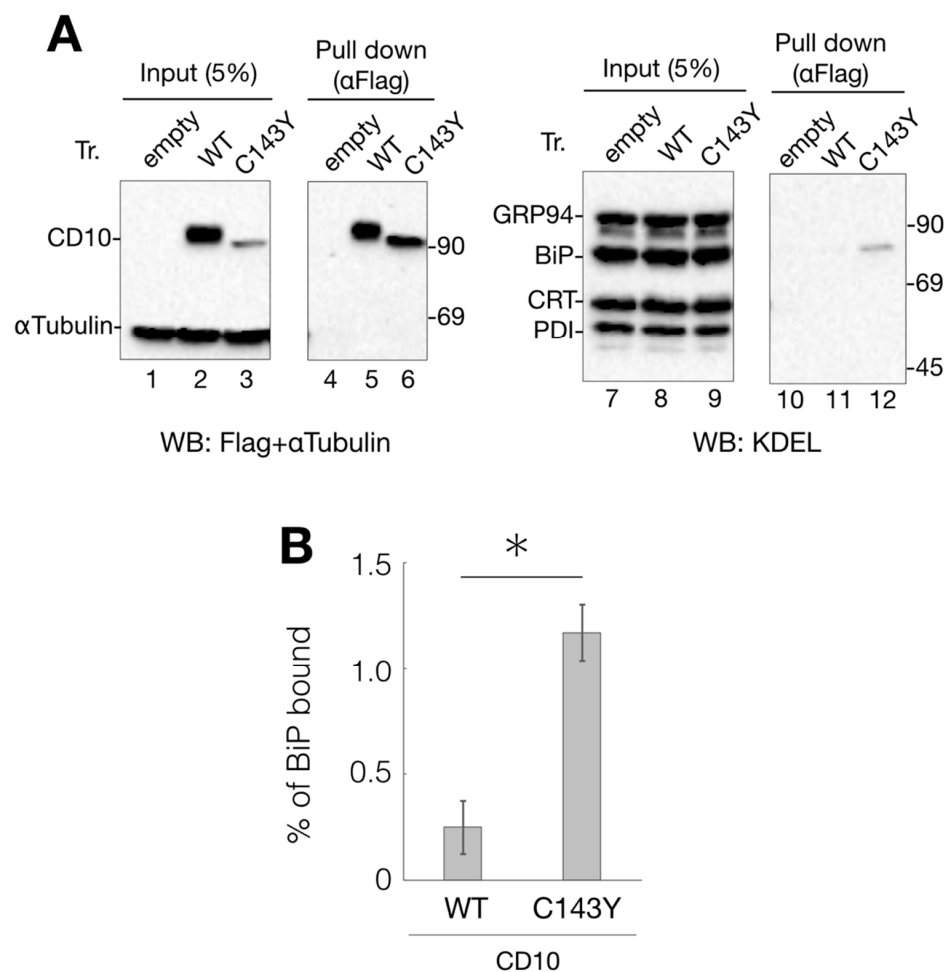 A
Input (5%)
Pull down
(αFlag)
Tr.
empty
WT
C143Y
empty
WT
C143Y
CD10-
αTubulin-
-90
-69
1 2 3
4 5 6
WB: Flag+αTubulin
Input (5%)
Pull down
(αFlag)
Tr.
empty
WT
C143Y
empty
WT
C143Y
GRP94-
BiP-
CRT-
PDI-
-90
-69
-45
7 8 9
10 11 12
WB: KDEL
B
*
% of BiP bound
1.5
1.0
0.5
0
WT C143Y
CD10